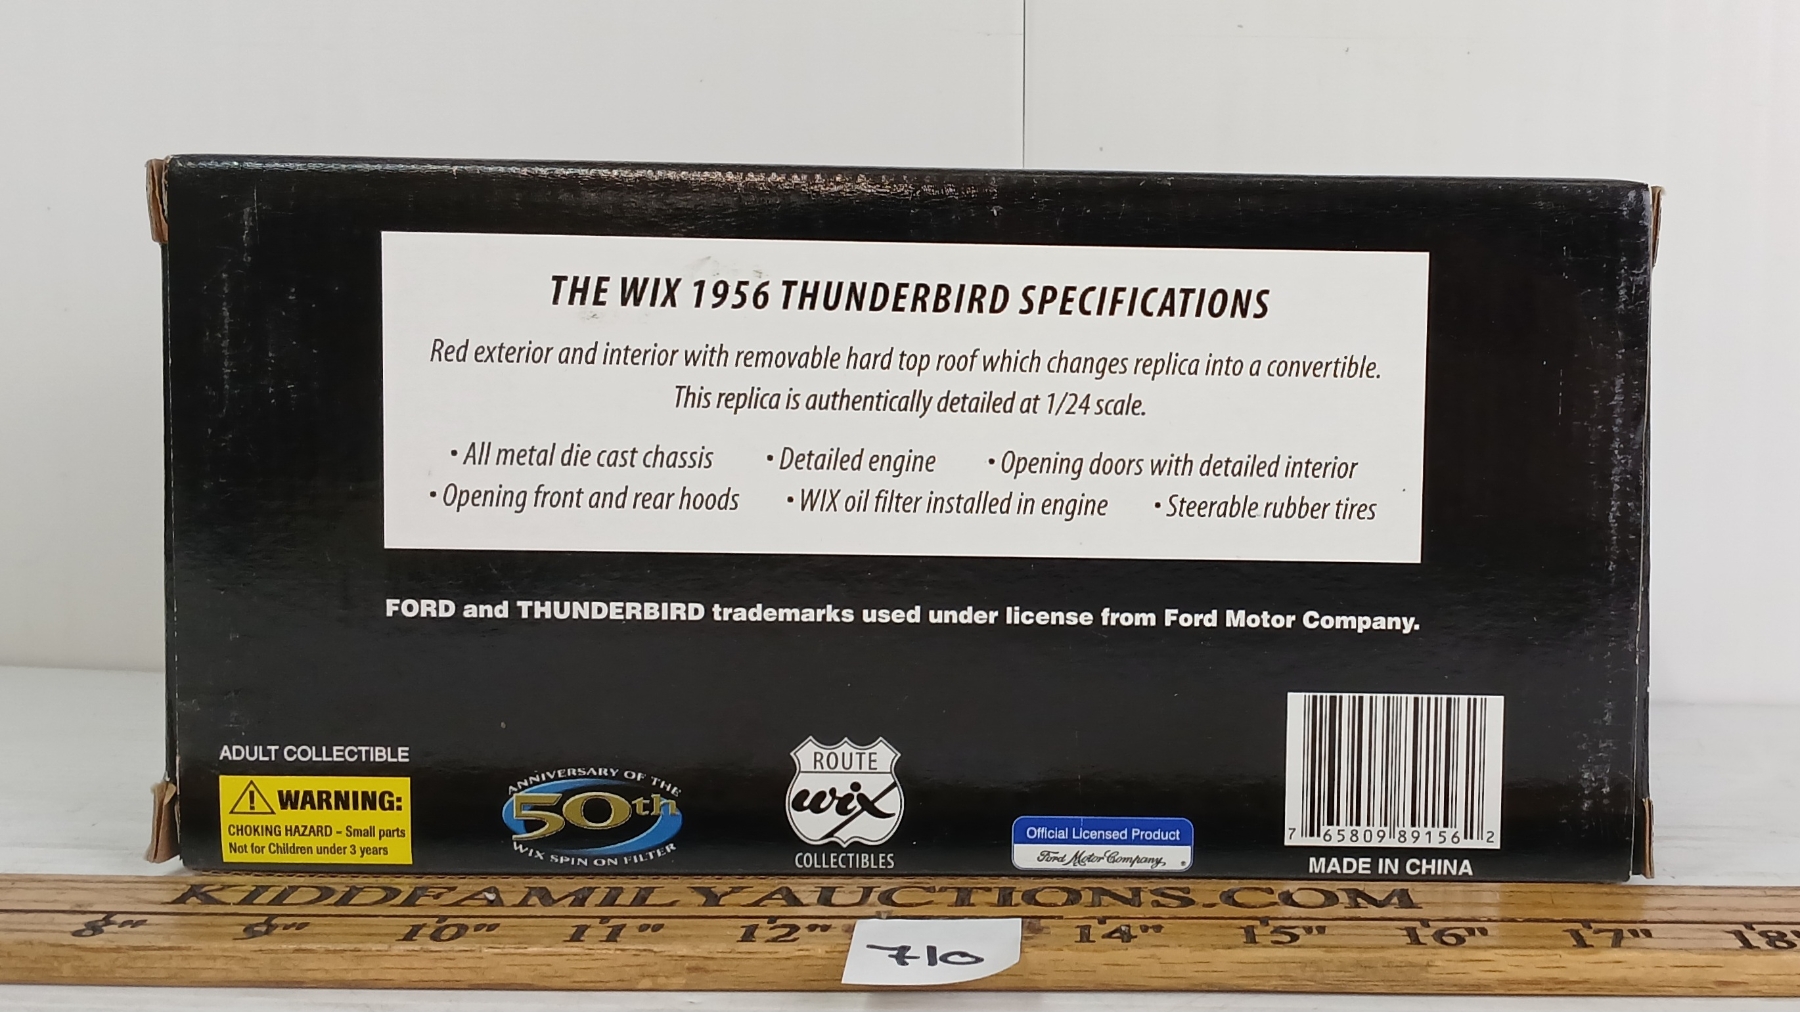 THE WIX 1956 THUNDERBIRD SPECIFICATIONS
Red exterior and interior with removable hard top roof which changes replica into a convertible.
This replica is authentically detailed at 1/24 scale.
• All metal die cast chassis • Detailed engine • Opening doors with detailed interior
• Opening front and rear hoods • WIX oil filter installed in engine • Steerable rubber tires
FORD and THUNDERBIRD trademarks used under license from Ford Motor Company.
ADULT COLLECTIBLE
WARNING:
CHOKING HAZARD – Small parts
Not for Children under 3 years
ANNIVERSARY OF THE
50th
WIX SPIN ON FILTER
ROUTE
wix
COLLECTIBLES
Official Licensed Product
Ford Motor Company
7 65809 89156 2
MADE IN CHINA
KIDDFAMILYAUCTIONS.COM
8" 9" 10" 11" 12" 14" 15" 16" 17" 18
710